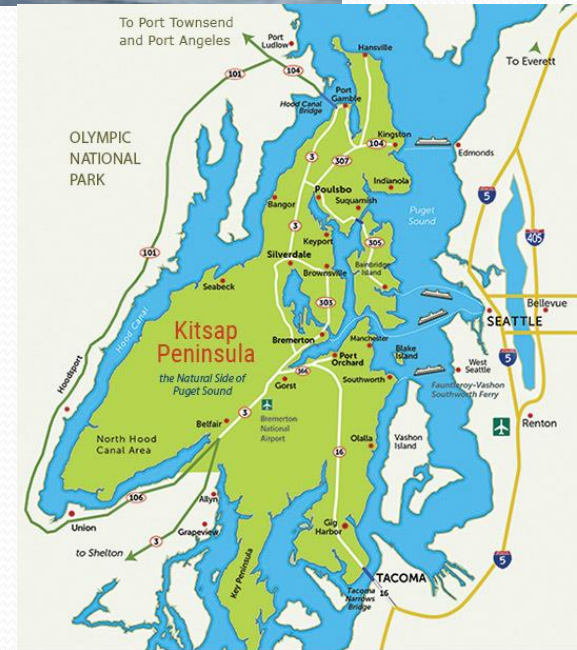 To Port Townsend
and Port Angeles
Port
Ludlow
Hansville
To Everett
101
104
Port
Gamble
Hood Canal
Bridge
OLYMPIC
NATIONAL
PARK
3
307
104
Kingston
Edmonds
Poulsbo
Indianola
Suquamish
Bangor
5
Puget
Sound
3
Keyport
305
405
101
Silverdale
Bainbridge
Island
Brownsville
Seabeck
303
Bellevue
SEATTLE
Hood Canal
Kitsap
Peninsula
the Natural Side of
Puget Sound
Bremerton
Manchester
Port
Orchard
Blake
Island
5
West
Seattle
Hoodsport
166
Gorst
Southworth
Fauntleroy-Vashon
Southworth Ferry
3
Bremerton
National
Airport
Belfair
Renton
North Hood
Canal Area
16
Olalla
Vashon
Island
106
Allyn
Union
Grapeview
Gig
Harbor
to Shelton
3
Key Peninsula
5
TACOMA
Tacoma
Narrows
Bridge
16